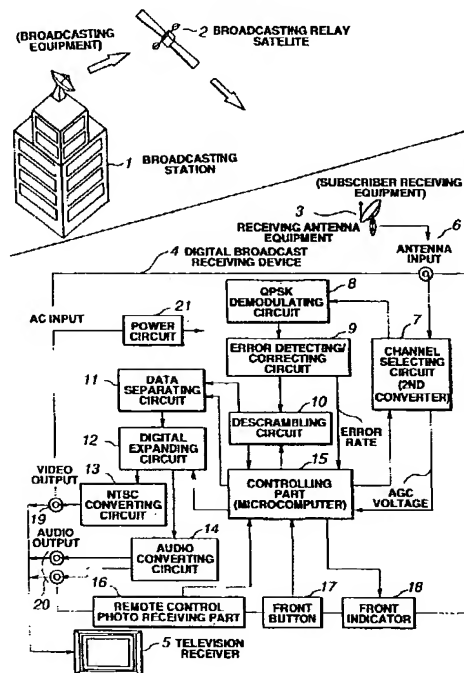 (BROADCASTING
EQUIPMENT)
2 BROADCASTING RELAY
SATELITE
1 BROADCASTING
STATION
(SUBSCRIBER RECEIVING
EQUIPMENT)
3
RECEIVING ANTENNA
EQUIPMENT
6
ANTENNA
INPUT
4 DIGITAL BROADCAST
RECEIVING DEVICE
8
QPSK
DEMODULATING
CIRCUIT
AC INPUT
21
POWER
CIRCUIT
9
ERROR DETECTING/
CORRECTING
CIRCUIT
7
CHANNEL
SELECTING
CIRCUIT
(2ND
CONVERTER)
11
DATA
SEPARATING
CIRCUIT
10
DESCRAMBLING
CIRCUIT
ERROR
RATE
12
DIGITAL
EXPANDING
CIRCUIT
15
CONTROLLING
PART
(MICROCOMPUTER)
AGC
VOLTAGE
VIDEO
OUTPUT
13
NTSC
CONVERTING
CIRCUIT
19
AUDIO
OUTPUT
14
AUDIO
CONVERTING
CIRCUIT
20
16
REMOTE CONTROL
PHOTO RECEIVING PART
17
FRONT
BUTTON
18
FRONT
INDICATOR
5 TELEVISION
RECEIVER